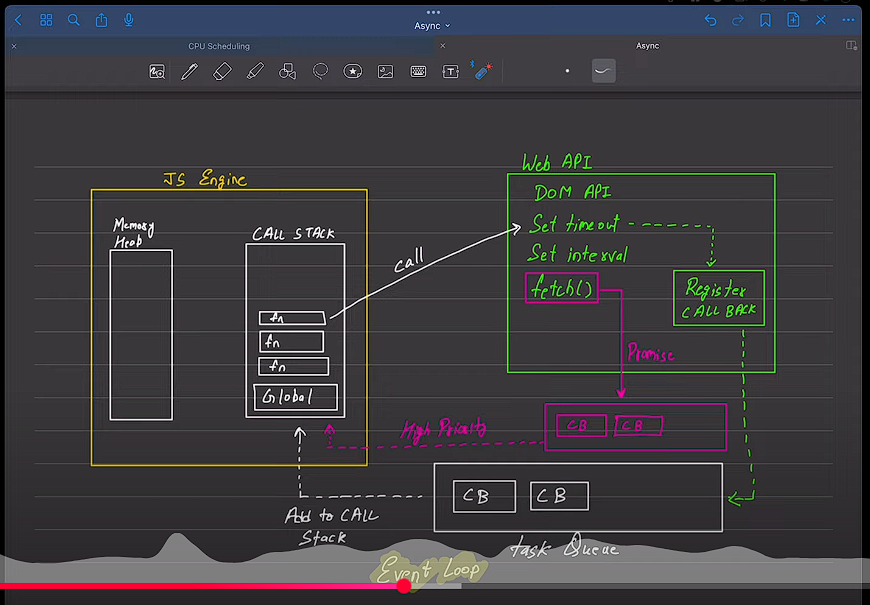 Async
CPU Scheduling
Async
JS Engine
Memory
Heab
CALL STACK
fn
fn
fn
Global
call
Web API
DOM API
Set timeout
Set interval
fetch()
Register
CALL BACK
Promise
High Priority
CB
CB
CB
CB
Add to CALL
Stack
task Queue
Event Loop